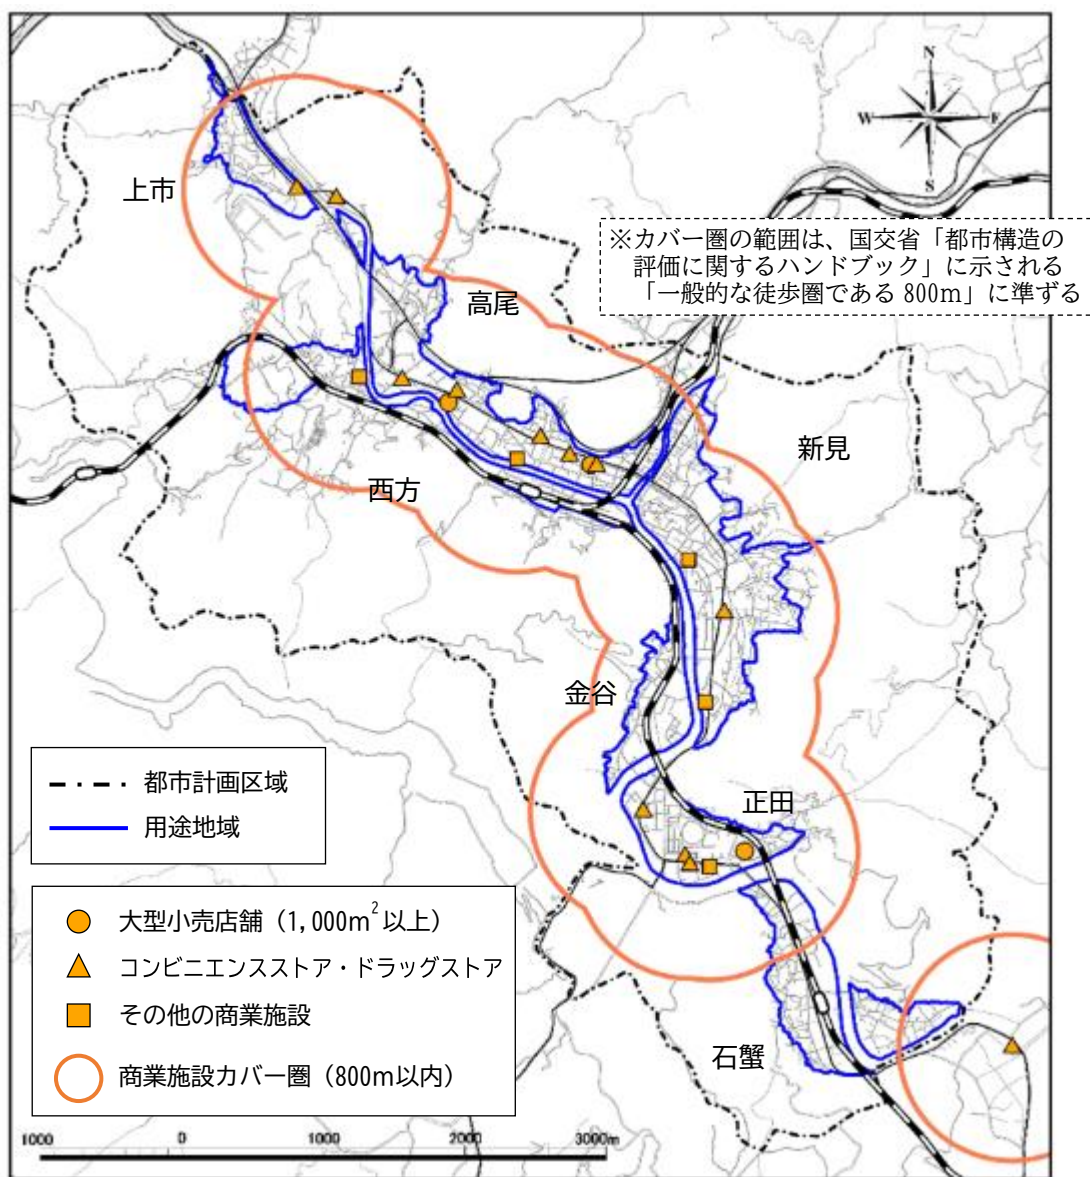 N
W
E
S
上市
※カバー圏の範囲は、国交省「都市構造の
評価に関するハンドブック」に示される
「一般的な徒歩圏である 800m」に準ずる
高尾
新見
西方
金谷
正田
石蟹
都市計画区域
用途地域
大型小売店舗（1,000m²以上）
コンビニエンスストア・ドラッグストア
その他の商業施設
商業施設カバー圏（800m以内）
1000 0 1000 2000 3000m